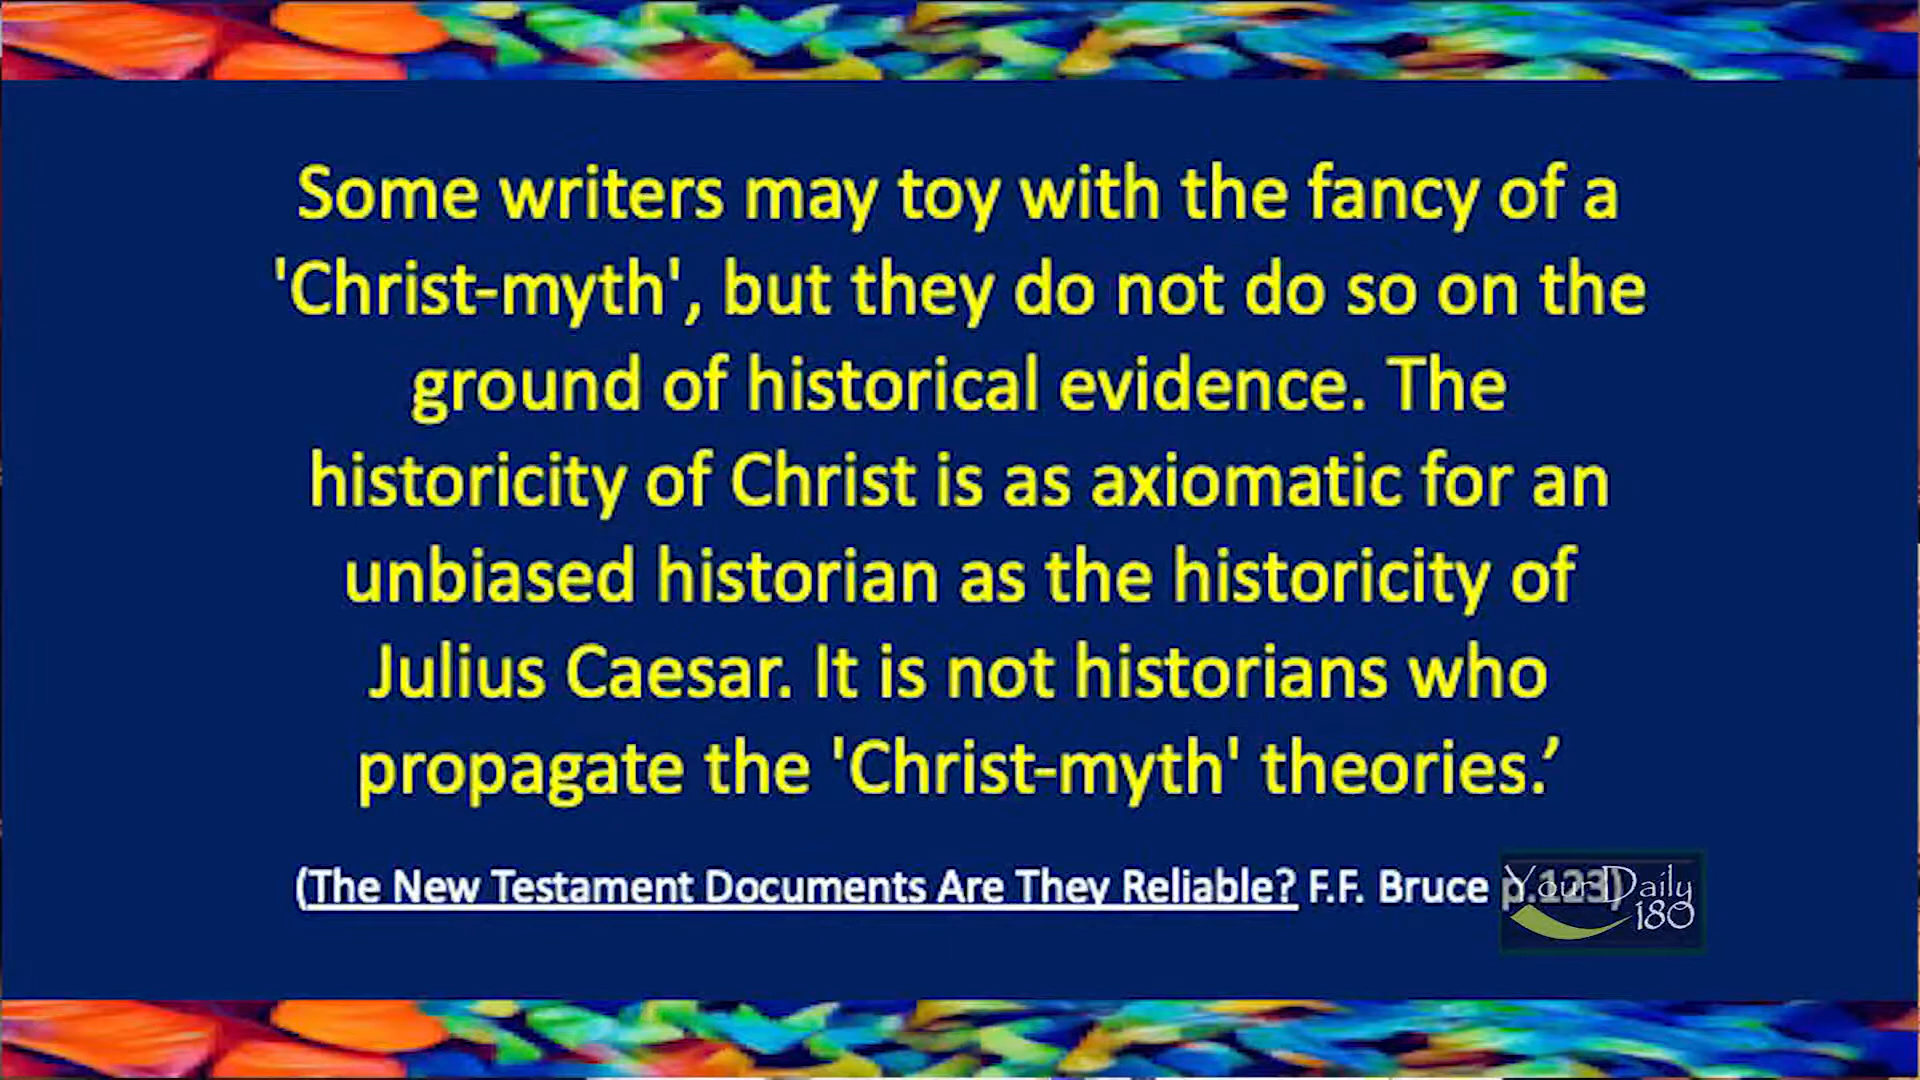 Some writers may toy with the fancy of a
'Christ-myth', but they do not do so on the
ground of historical evidence. The
historicity of Christ is as axiomatic for an
unbiased historian as the historicity of
Julius Caesar. It is not historians who
propagate the 'Christ-myth' theories.’
(The New Testament Documents Are They Reliable? F.F. Bruce p.123)
Your Daily
180